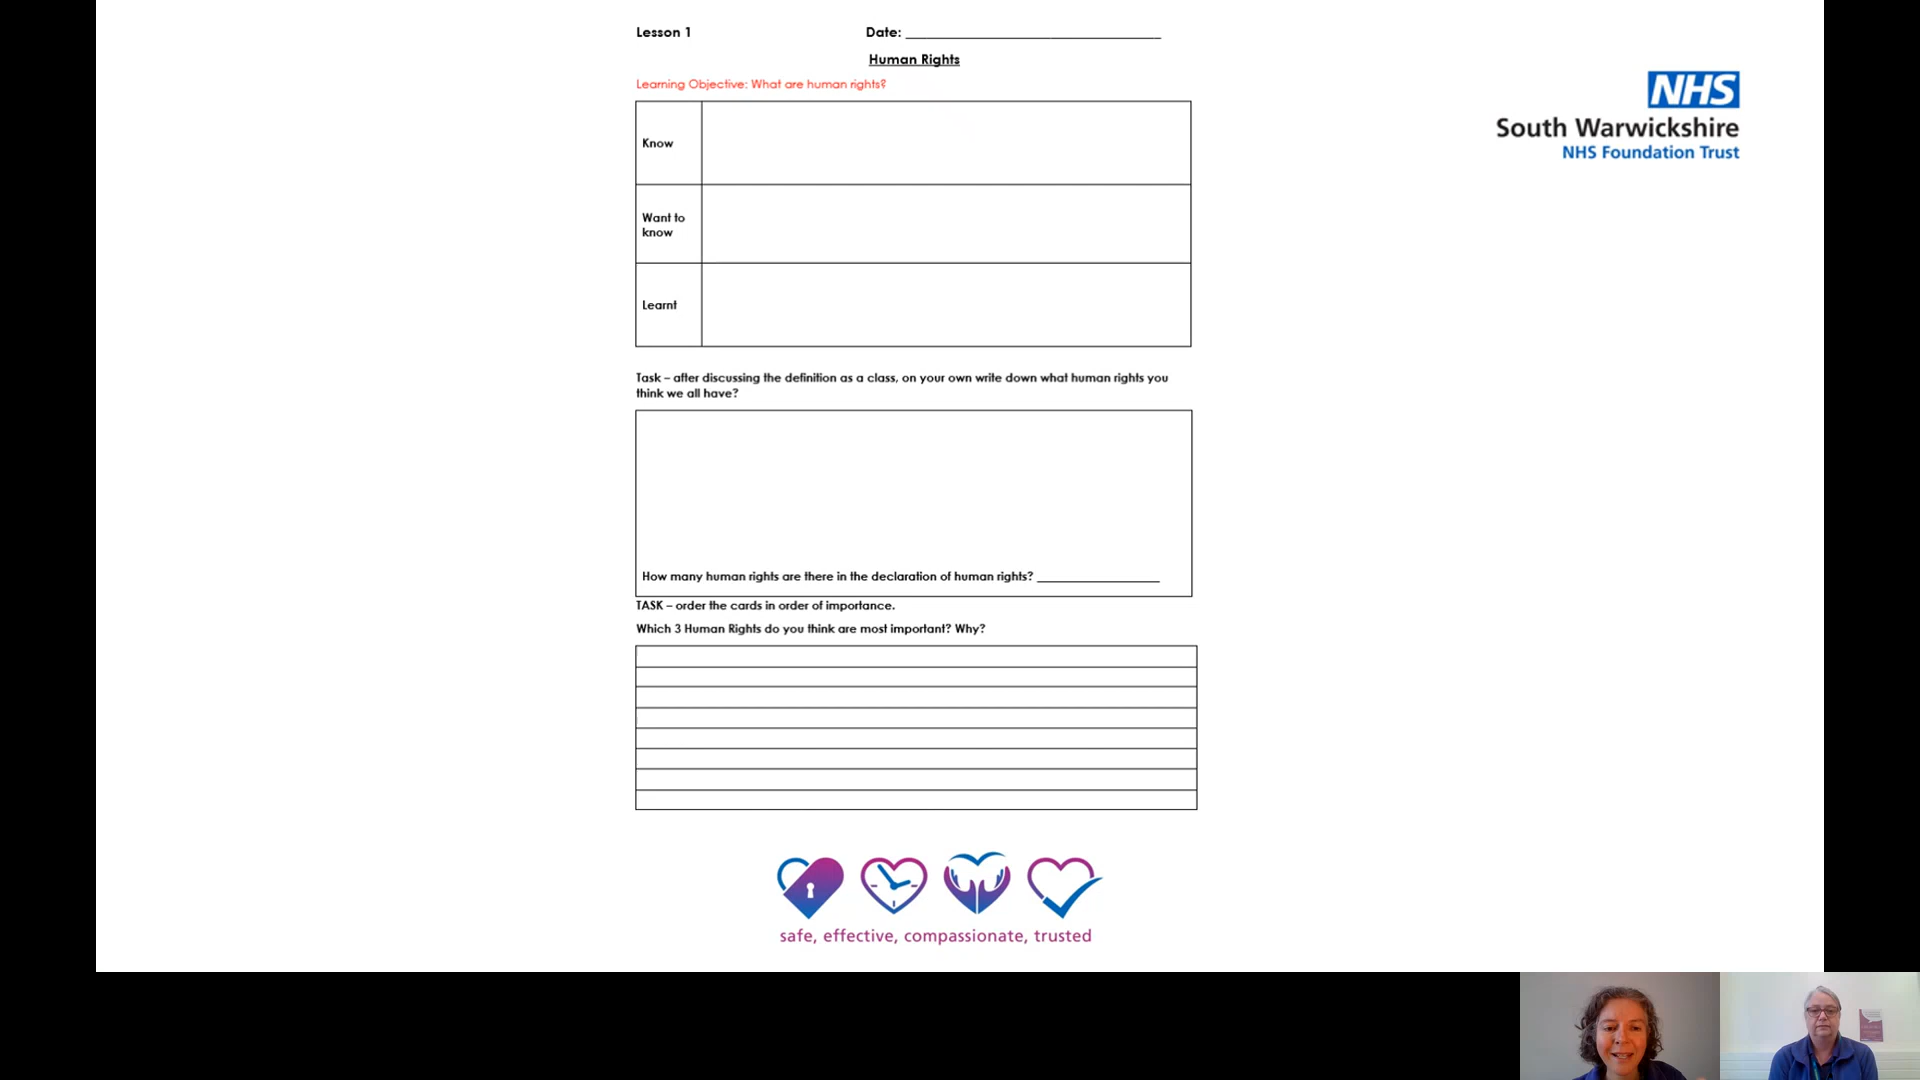 Lesson 1 Date: ______________________________
Human Rights
Learning Objective: What are human rights?
NHS
South Warwickshire
NHS Foundation Trust
Know
Want to
know
Learnt
Task – after discussing the definition as a class, on your own write down what human rights you
think we all have?
How many human rights are there in the declaration of human rights? ________________
TASK – order the cards in order of importance.
Which 3 Human Rights do you think are most important? Why?
safe, effective, compassionate, trusted